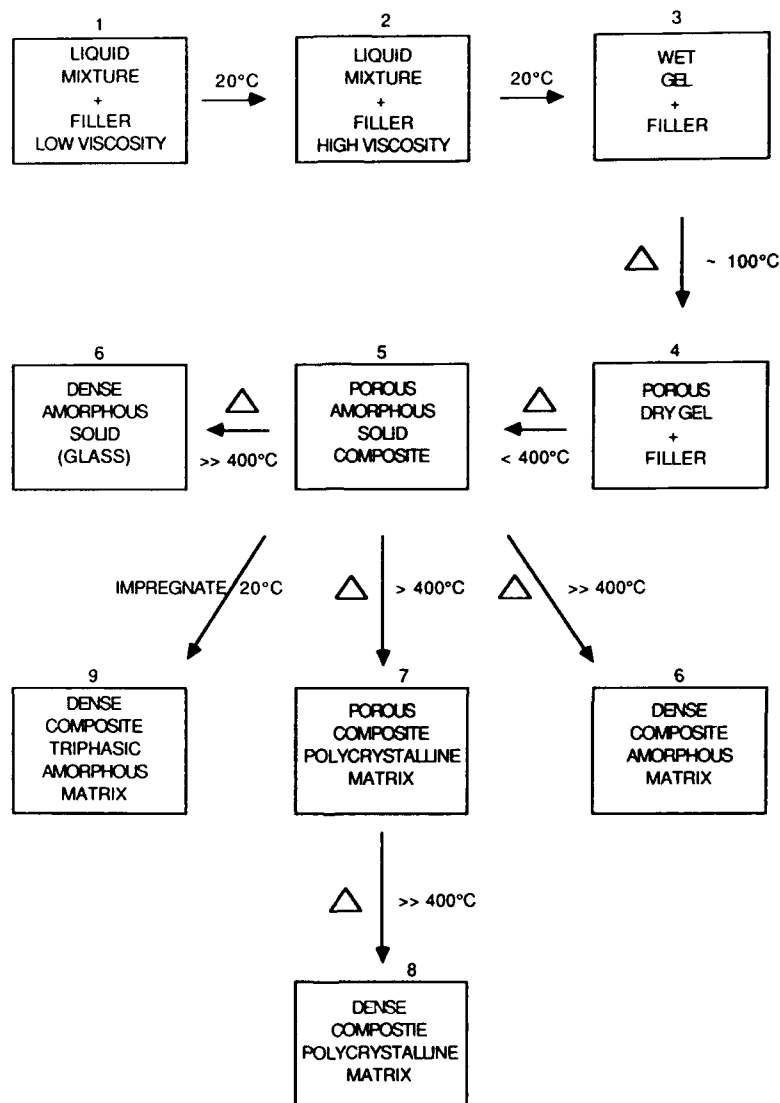 1
LIQUID
MIXTURE
+
FILLER
LOW VISCOSITY
20°C
2
LIQUID
MIXTURE
+
FILLER
HIGH VISCOSITY
20°C
3
WET
GEL
+
FILLER
~ 100°C
6
DENSE
AMORPHOUS
SOLID
(GLASS)
>> 400°C
5
POROUS
AMORPHOUS
SOLID
COMPOSITE
< 400°C
4
POROUS
DRY GEL
+
FILLER
IMPREGNATE 20°C
> 400°C
>> 400°C
9
DENSE
COMPOSITE
TRIPHASIC
AMORPHOUS
MATRIX
7
POROUS
COMPOSITE
POLYCRYSTALLINE
MATRIX
6
DENSE
COMPOSITE
AMORPHOUS
MATRIX
>> 400°C
8
DENSE
COMPOSTIE
POLYCRYSTALLINE
MATRIX